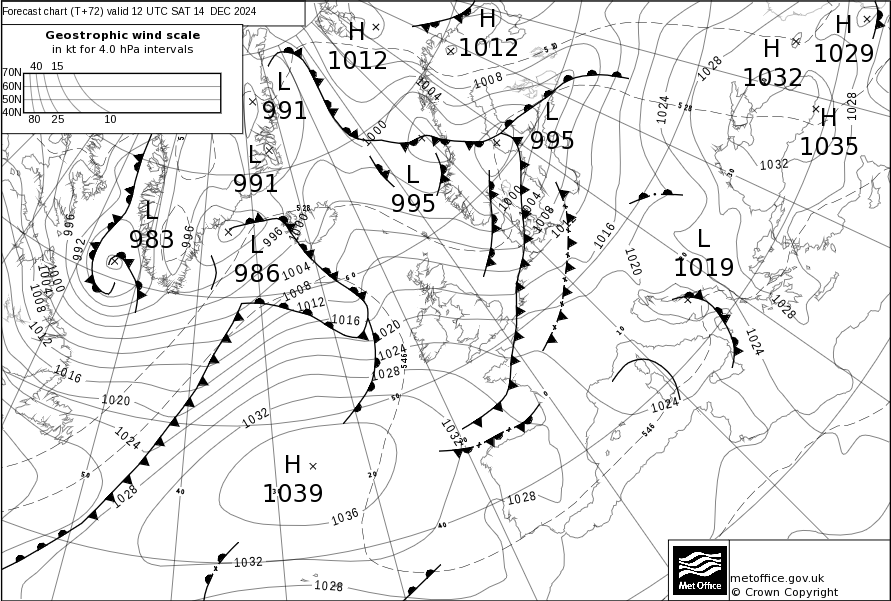 Forecast chart (T+72) valid 12 UTC SAT 14 DEC 2024
Geostrophic wind scale
in kt for 4.0 hPa intervals
40 15
70N
60N
50N
40N
80 25 10
H
1012
H
1012
H
1032
H
1029
H
1035
L
991
L
991
L
995
L
995
L
983
L
986
L
1019
H
1039
510
1008
1004
1000
528
1028
1024
1028
1032
528
1000
1004
1008
1016
1020
30
996
992
996
996
1000
1000
1004
1008
1012
1004
1008
1012
1016
1020
1024
1028
60
546
50
1016
1020
1024
1028
1032
1032
50
40
20
1036
40
1032
1028
1028
10
0
1024
546
1024
1028
metoffice.gov.uk
© Crown Copyright
Met Office